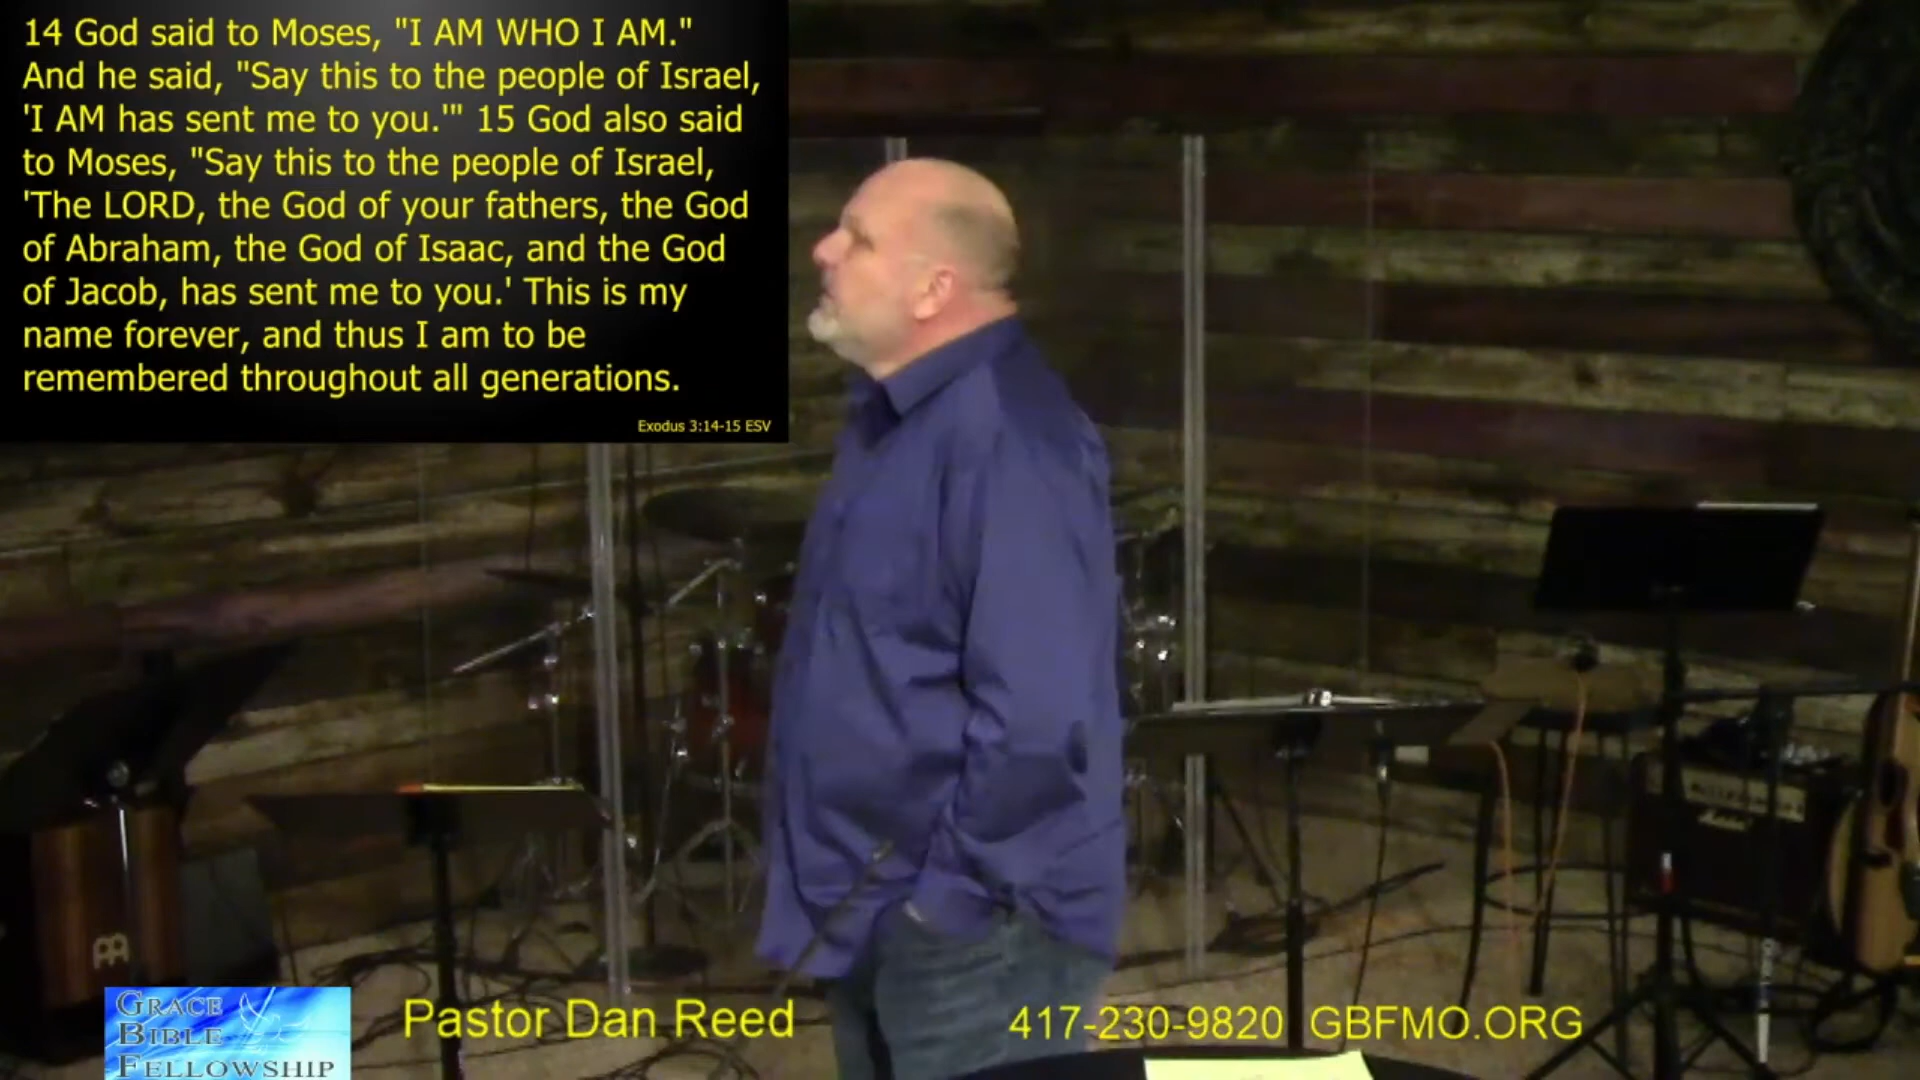 14 God said to Moses, "I AM WHO I AM."
And he said, "Say this to the people of Israel,
'I AM has sent me to you.'" 15 God also said
to Moses, "Say this to the people of Israel,
'The LORD, the God of your fathers, the God
of Abraham, the God of Isaac, and the God
of Jacob, has sent me to you.' This is my
name forever, and thus I am to be
remembered throughout all generations.
Exodus 3:14-15 ESV
Marshall
GRACE
BIBLE
FELLOWSHIP
Pastor Dan Reed
417-230-9820 GBFMO.ORG